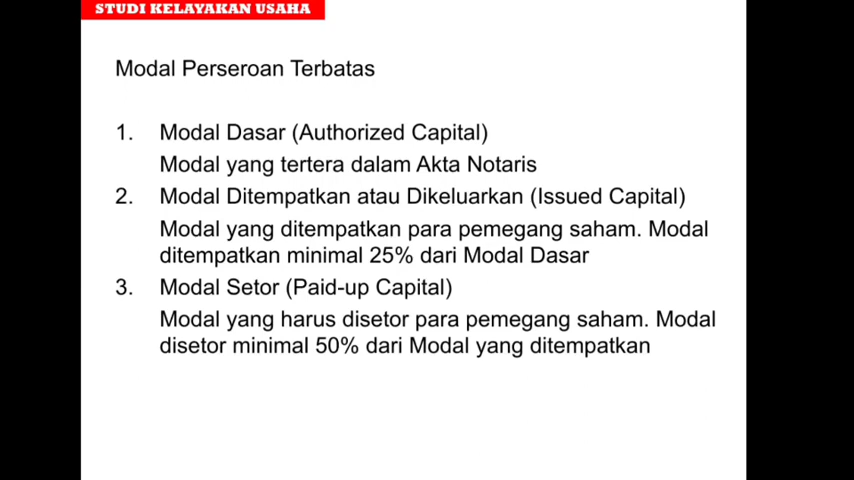 STUDI KELAYAKAN USAHA
Modal Perseroan Terbatas
1. Modal Dasar (Authorized Capital)
Modal yang tertera dalam Akta Notaris
2. Modal Ditempatkan atau Dikeluarkan (Issued Capital)
Modal yang ditempatkan para pemegang saham. Modal
ditempatkan minimal 25% dari Modal Dasar
3. Modal Setor (Paid-up Capital)
Modal yang harus disetor para pemegang saham. Modal
disetor minimal 50% dari Modal yang ditempatkan